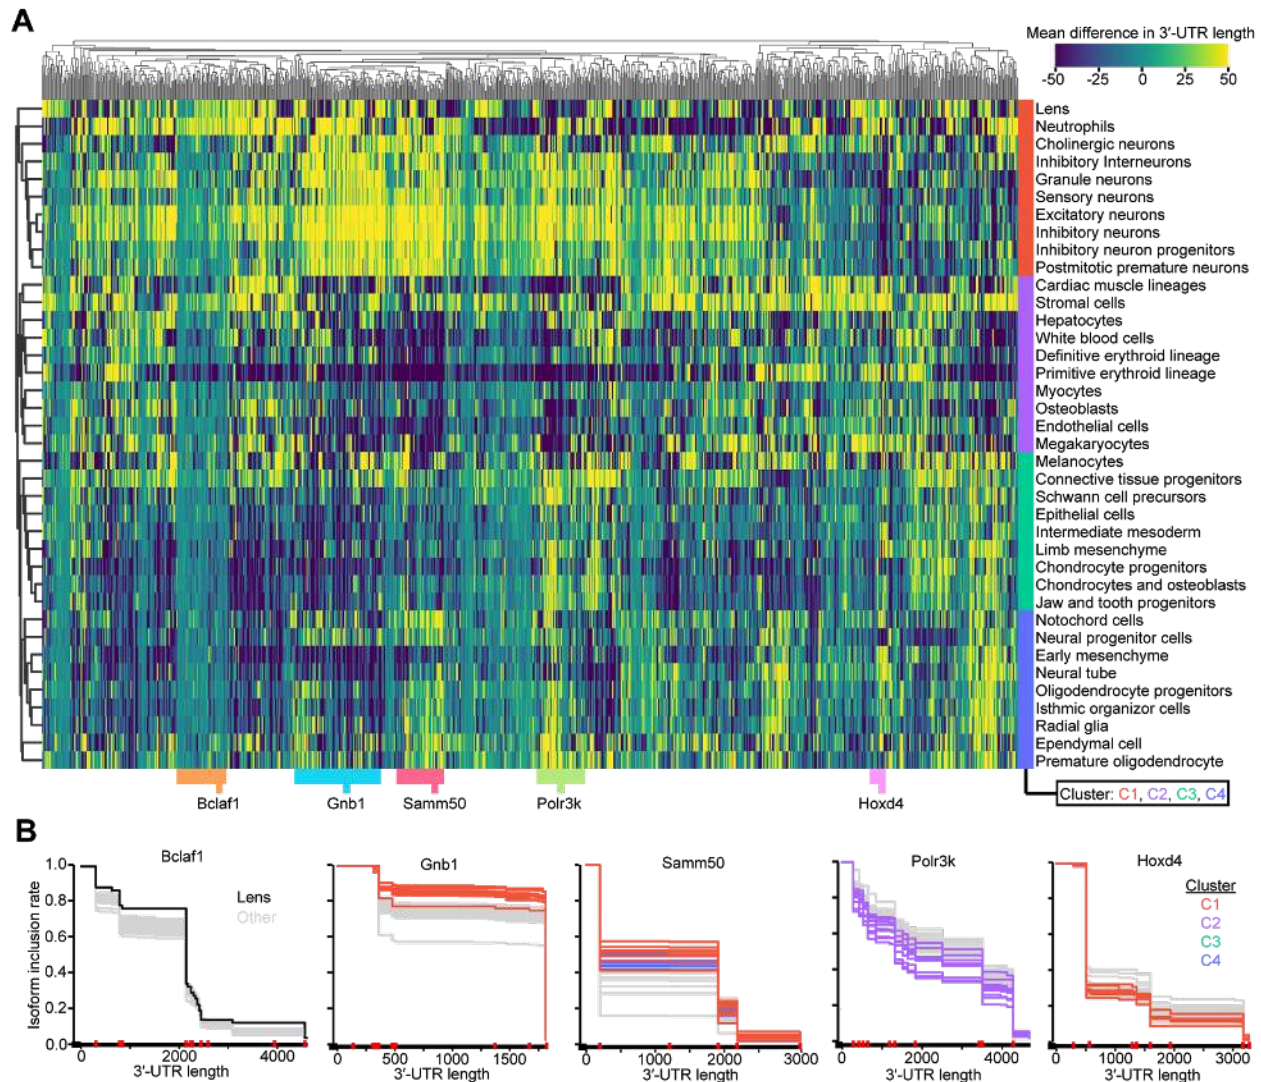 A
Mean difference in 3′-UTR length
-50 -25 0 25 50
Lens
Neutrophils
Cholinergic neurons
Inhibitory Interneurons
Granule neurons
Sensory neurons
Excitatory neurons
Inhibitory neurons
Inhibitory neuron progenitors
Postmitotic premature neurons
Cardiac muscle lineages
Stromal cells
Hepatocytes
White blood cells
Definitive erythroid lineage
Primitive erythroid lineage
Myocytes
Osteoblasts
Endothelial cells
Megakaryocytes
Melanocytes
Connective tissue progenitors
Schwann cell precursors
Epithelial cells
Intermediate mesoderm
Limb mesenchyme
Chondrocyte progenitors
Chondrocytes and osteoblasts
Jaw and tooth progenitors
Notochord cells
Neural progenitor cells
Early mesenchyme
Neural tube
Oligodendrocyte progenitors
Isthmic organizor cells
Radial glia
Ependymal cell
Premature oligodendrocyte
Bclaf1 Gnb1 Samm50 Polr3k Hoxd4
Cluster: C1, C2, C3, C4
B
Bclaf1 Gnb1 Samm50 Polr3k Hoxd4
Isoform inclusion rate
1.0
0.8
0.6
0.4
0.2
0.0
Lens
Other
Cluster
C1
C2
C3
C4
0 2000 4000
0 500 1000 1500
0 1000 2000 3000
0 2000 4000
0 1000 2000 3000
3′-UTR length 3′-UTR length 3′-UTR length 3′-UTR length 3′-UTR length